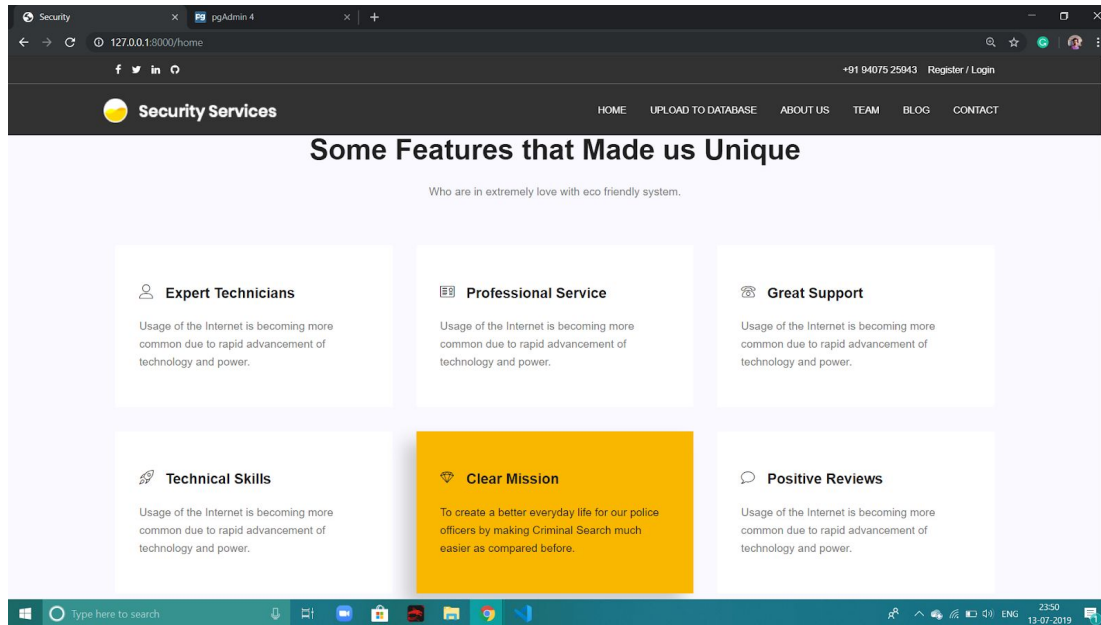 Security
Pg pgAdmin 4
127.0.0.1:8000/home
+91 94075 25943 Register / Login
Security Services
HOME UPLOAD TO DATABASE ABOUT US TEAM BLOG CONTACT
Some Features that Made us Unique
Who are in extremely love with eco friendly system.
Expert Technicians
Usage of the Internet is becoming more
common due to rapid advancement of
technology and power.
Professional Service
Usage of the Internet is becoming more
common due to rapid advancement of
technology and power.
Great Support
Usage of the Internet is becoming more
common due to rapid advancement of
technology and power.
Technical Skills
Usage of the Internet is becoming more
common due to rapid advancement of
technology and power.
Clear Mission
To create a better everyday life for our police
officers by making Criminal Search much
easier as compared before.
Positive Reviews
Usage of the Internet is becoming more
common due to rapid advancement of
technology and power.
Type here to search
ENG
23:50
13-07-2019